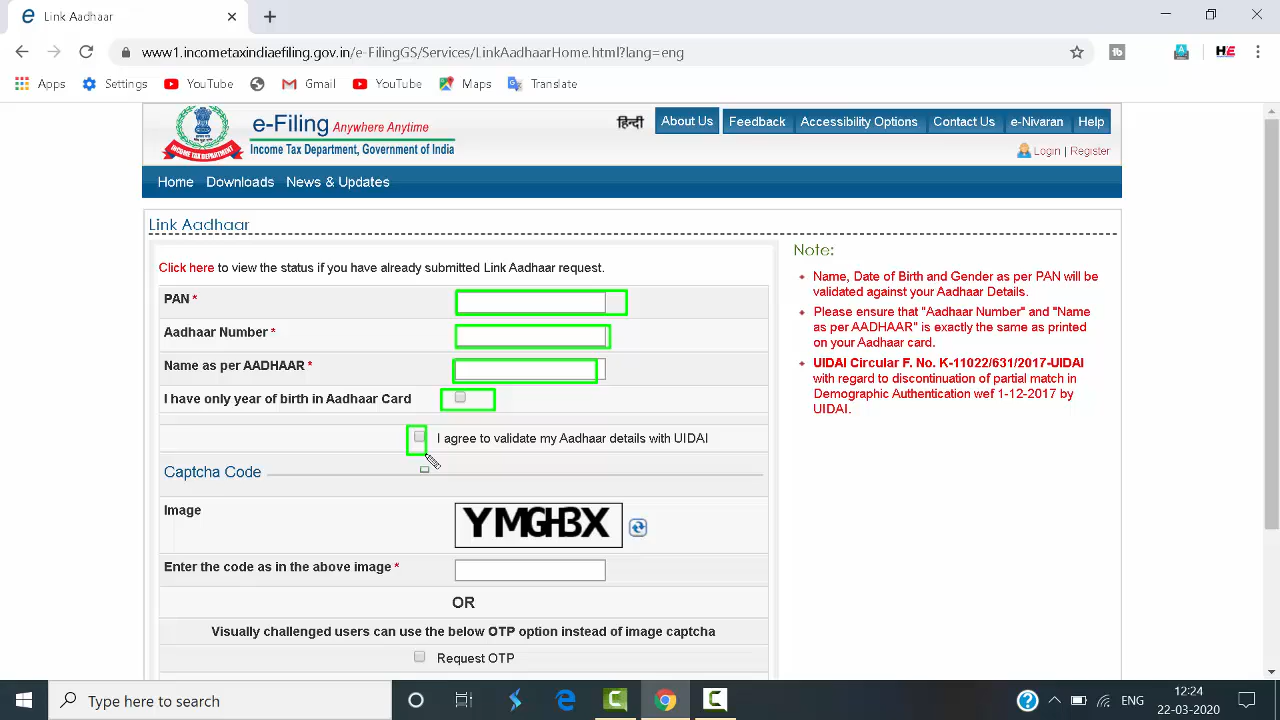 Link Aadhaar
www1.incometaxindiaefiling.gov.in/e-FilingGS/Services/LinkAadhaarHome.html?lang=eng
Apps Settings YouTube Gmail YouTube Maps Translate
e-Filing Anywhere Anytime
Income Tax Department, Government of India
हिन्दी About Us Feedback Accessibility Options Contact Us e-Nivaran Help
Login | Register
Home Downloads News & Updates
Link Aadhaar
Click here to view the status if you have already submitted Link Aadhaar request.
PAN *
Aadhaar Number *
Name as per AADHAAR *
I have only year of birth in Aadhaar Card
I agree to validate my Aadhaar details with UIDAI
Captcha Code
Image YMGHBX
Enter the code as in the above image *
OR
Visually challenged users can use the below OTP option instead of image captcha
Request OTP
Note:
Name, Date of Birth and Gender as per PAN will be
validated against your Aadhaar Details.
Please ensure that "Aadhaar Number" and "Name
as per AADHAAR" is exactly the same as printed
on your Aadhaar card.
UIDAI Circular F. No. K-11022/631/2017-UIDAI
with regard to discontinuation of partial match in
Demographic Authentication wef 1-12-2017 by
UIDAI.
Type here to search
ENG
12:24
22-03-2020